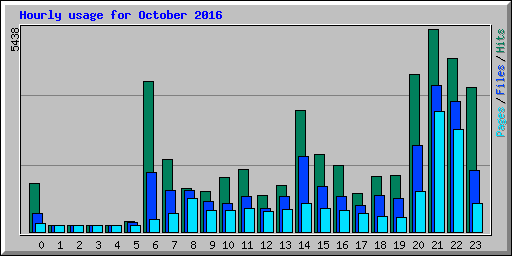 Hourly usage for October 2016
5438
Pages/Files/Hits
0 1 2 3 4 5 6 7 8 9 10 11 12 13 14 15 16 17 18 19 20 21 22 23